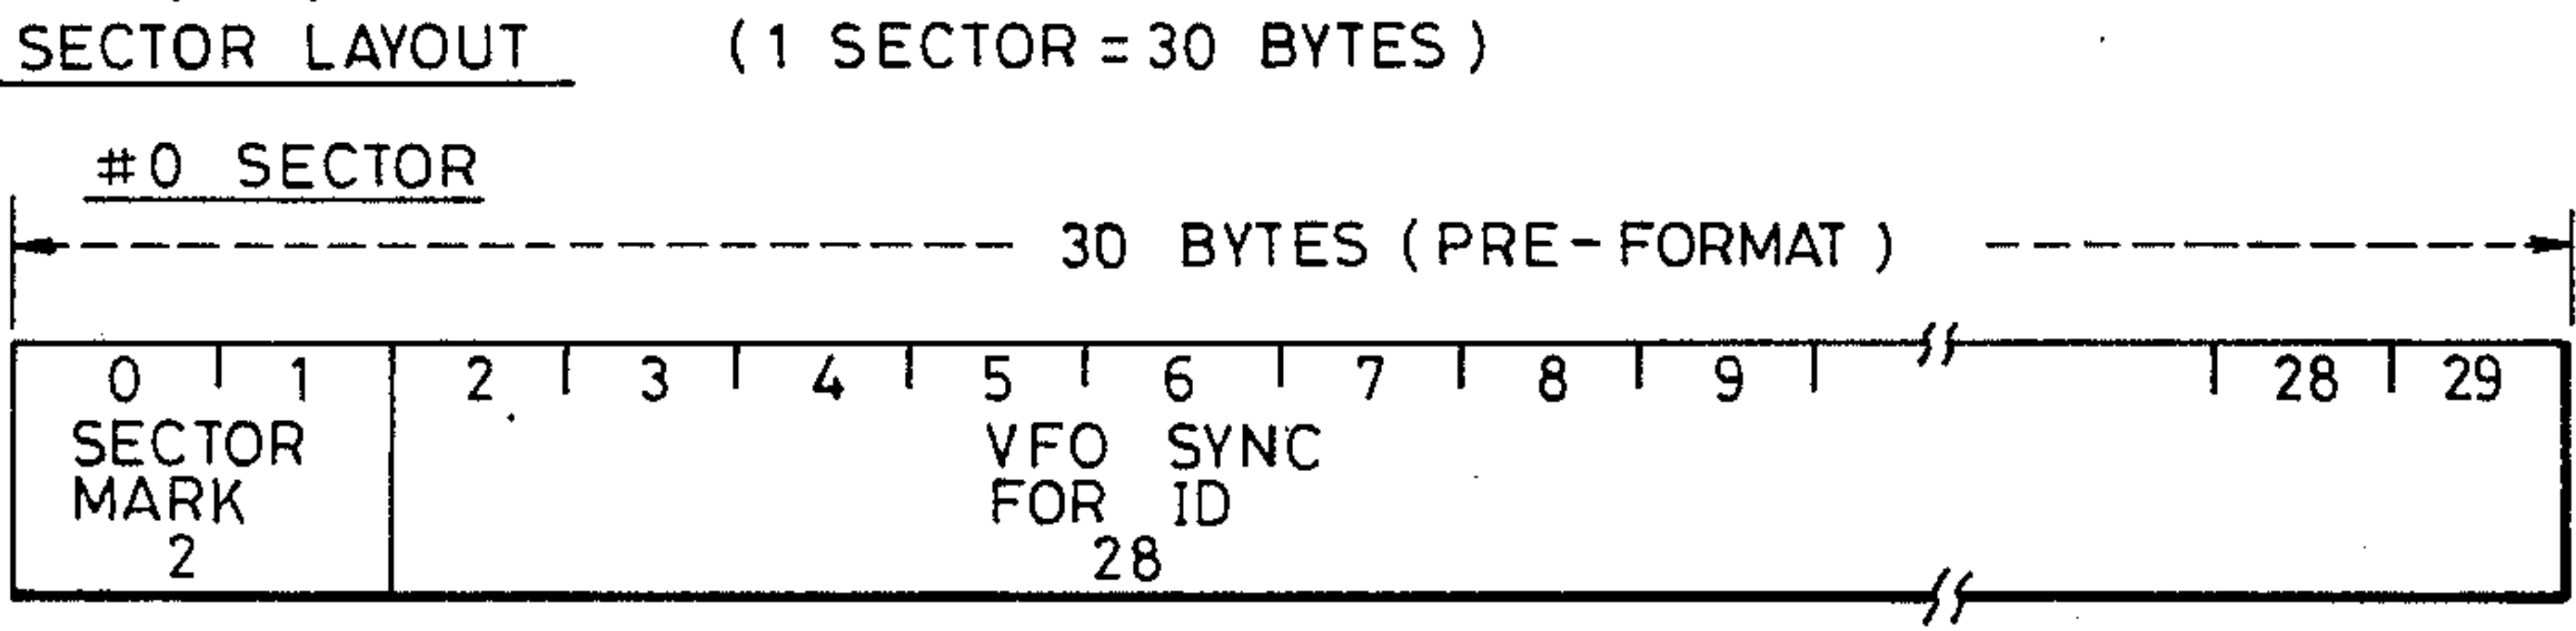 SECTOR LAYOUT (1 SECTOR = 30 BYTES)
#0 SECTOR
30 BYTES (PRE-FORMAT)
0 1 2 3 4 5 6 7 8 9 28 29
SECTOR VFO SYNC
MARK FOR ID
2 28